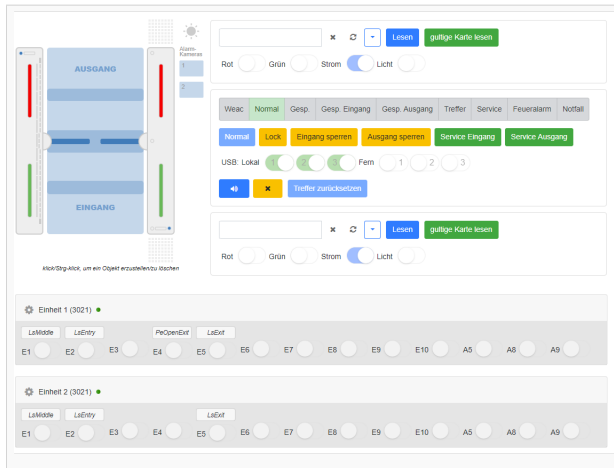 Alarm-
Kameras
1
2
AUSGANG
EINGANG
klick/Strg-klick, um ein Objekt erzustellen/zu löschen
Lesen gultige Karte lesen
Rot Grün Strom Licht
Weac Normal Gesp. Gesp. Eingang Gesp. Ausgang Treffer Service Feueralarm Notfall
Normal Lock Eingang sperren Ausgang sperren Service Eingang Service Ausgang
USB: Lokal 1 2 3 Fern 1 2 3
Treffer zurücksetzen
Lesen gultige Karte lesen
Rot Grün Strom Licht
Einheit 1 (3021)
LsMiddle LsEntry PeOpenExit LsExit
E1 E2 E3 E4 E5 E6 E7 E8 E9 E10 A5 A8 A9
Einheit 2 (3021)
LsMiddle LsEntry LsExit
E1 E2 E3 E4 E5 E6 E7 E8 E9 E10 A5 A8 A9